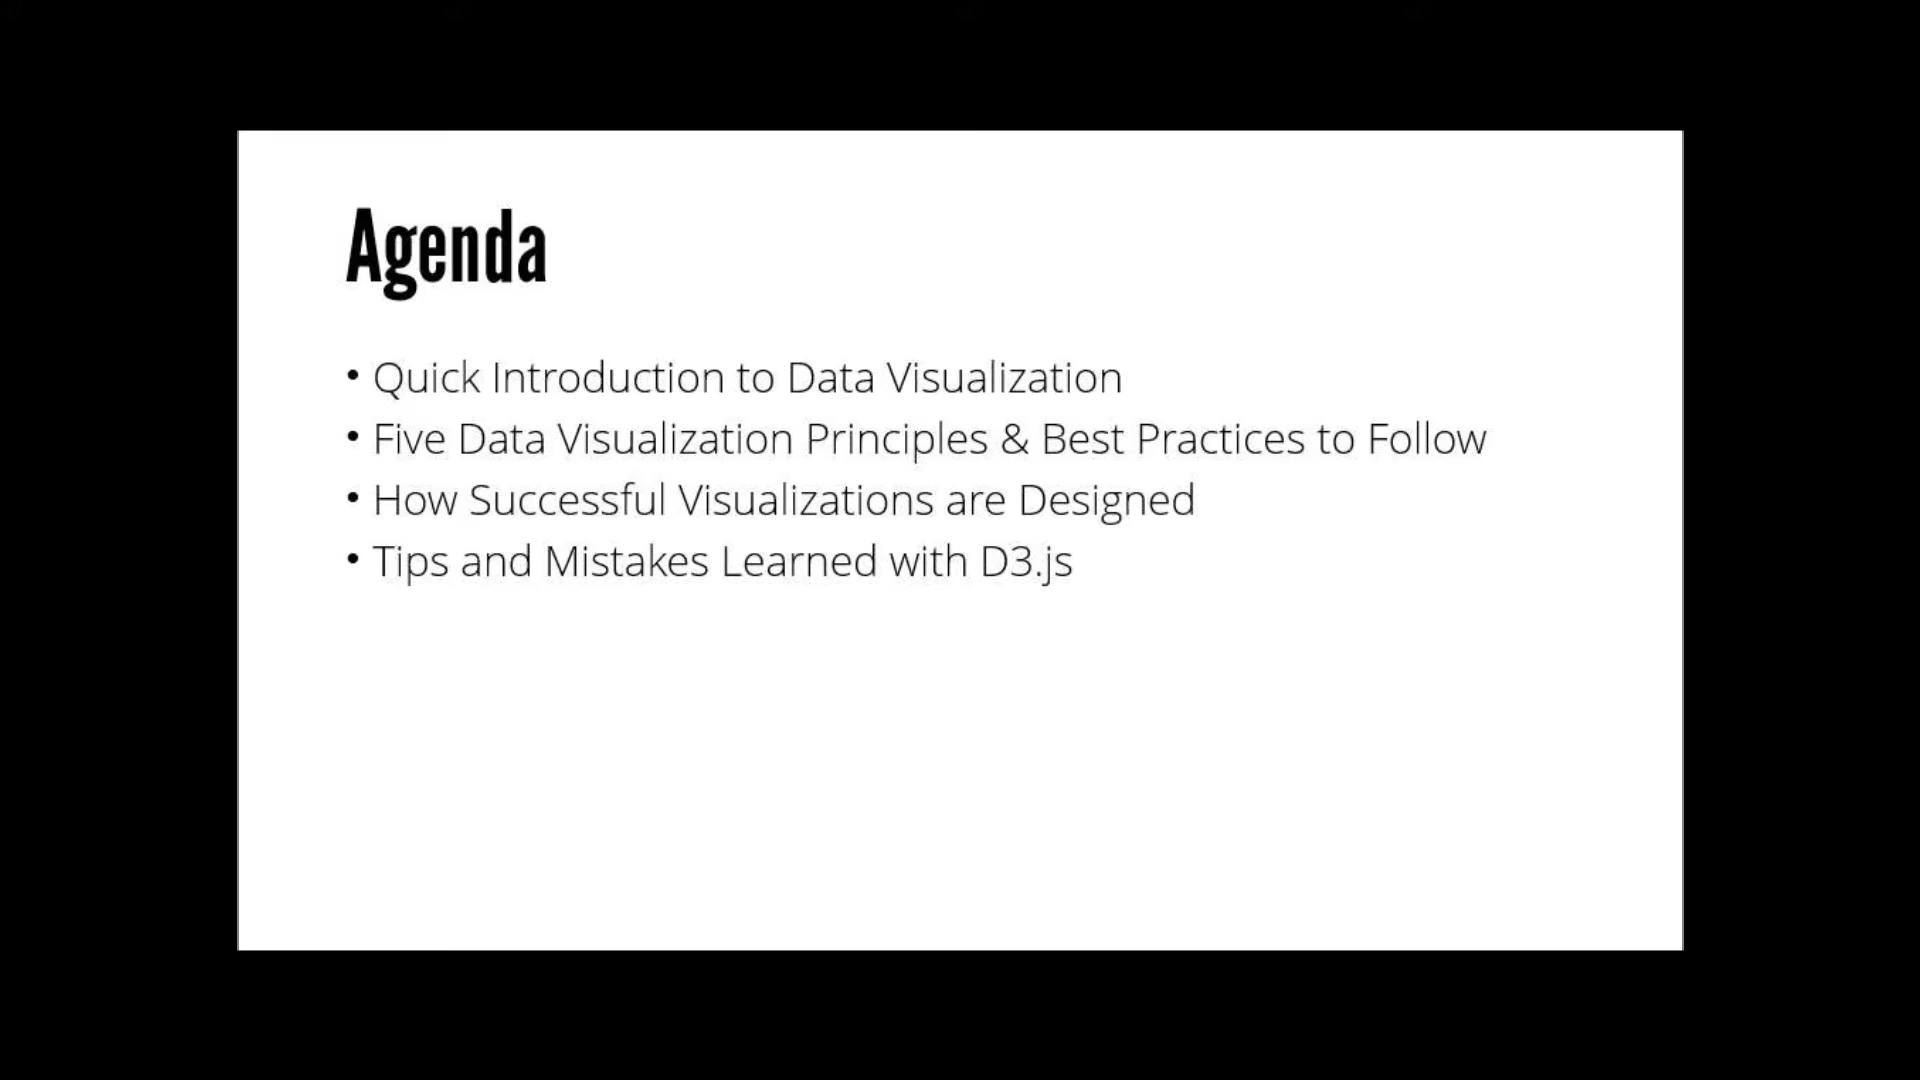 Agenda
• Quick Introduction to Data Visualization
• Five Data Visualization Principles & Best Practices to Follow
• How Successful Visualizations are Designed
• Tips and Mistakes Learned with D3.js